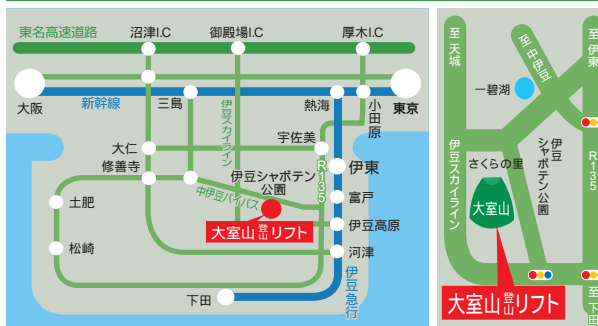 東名高速道路
沼津I.C
御殿場I.C
厚木I.C
大阪
新幹線
三島
伊豆スカイライン
熱海
小田原
東京
大仁
宇佐美
修善寺
伊豆シャボテン
公園
R135
伊東
中伊豆バイパス
土肥
富戸
大室山登山リフト
伊豆高原
松崎
河津
伊豆急行
下田
至天城
至中伊豆
至伊東
一碧湖
伊豆スカイライン
さくらの里
伊豆
シャボテン公園
R135
大室山
大室山登山リフト
至下田